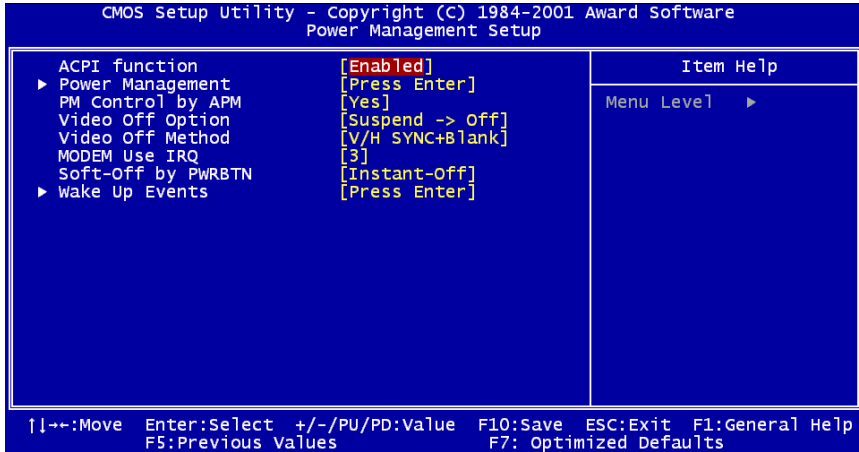 CMOS Setup Utility - Copyright (C) 1984-2001 Award Software
Power Management Setup
ACPI function [Enabled]
▶ Power Management [Press Enter]
PM Control by APM [Yes]
Video Off Option [Suspend -> Off]
Video Off Method [V/H SYNC+Blank]
MODEM Use IRQ [3]
Soft-Off by PWRBTN [Instant-Off]
▶ Wake Up Events [Press Enter]
Item Help
Menu Level ▶
↑↓→←:Move Enter:Select +/-/PU/PD:Value F10:Save ESC:Exit F1:General Help
F5:Previous Values F7: Optimized Defaults